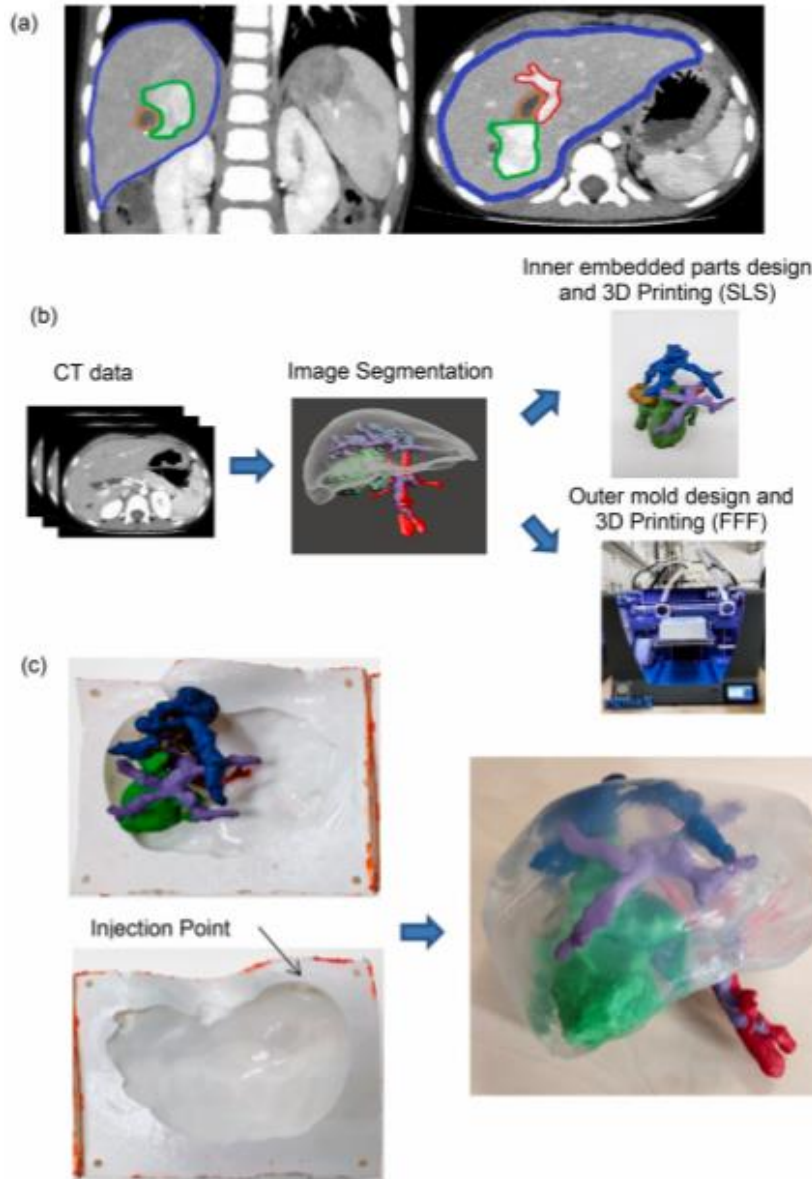 (a)
Inner embedded parts design
and 3D Printing (SLS)
(b)
CT data
Image Segmentation
Outer mold design and
3D Printing (FFF)
(c)
Injection Point